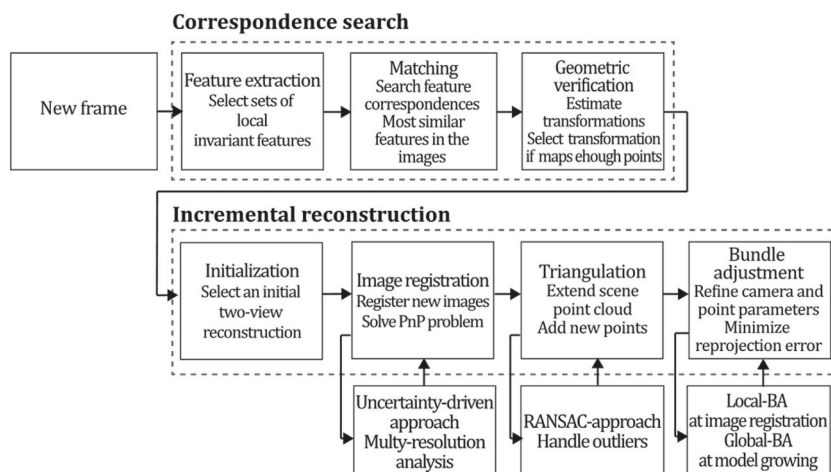 Correspondence search
New frame
Feature extraction
Select sets of
local
invariant features
Matching
Search feature
correspondences
Most similar
features in the
images
Geometric
verification
Estimate
transformations
Select transformation
if maps ehough points
Incremental reconstruction
Initialization
Select an initial
two-view
reconstruction
Image registration
Register new images
Solve PnP problem
Triangulation
Extend scene
point cloud
Add new points
Bundle
adjustment
Refine camera and
point parameters
Minimize
reprojection error
Uncertainty-driven
approach
Multy-resolution
analysis
RANSAC-approach
Handle outliers
Local-BA
at image registration
Global-BA
at model growing